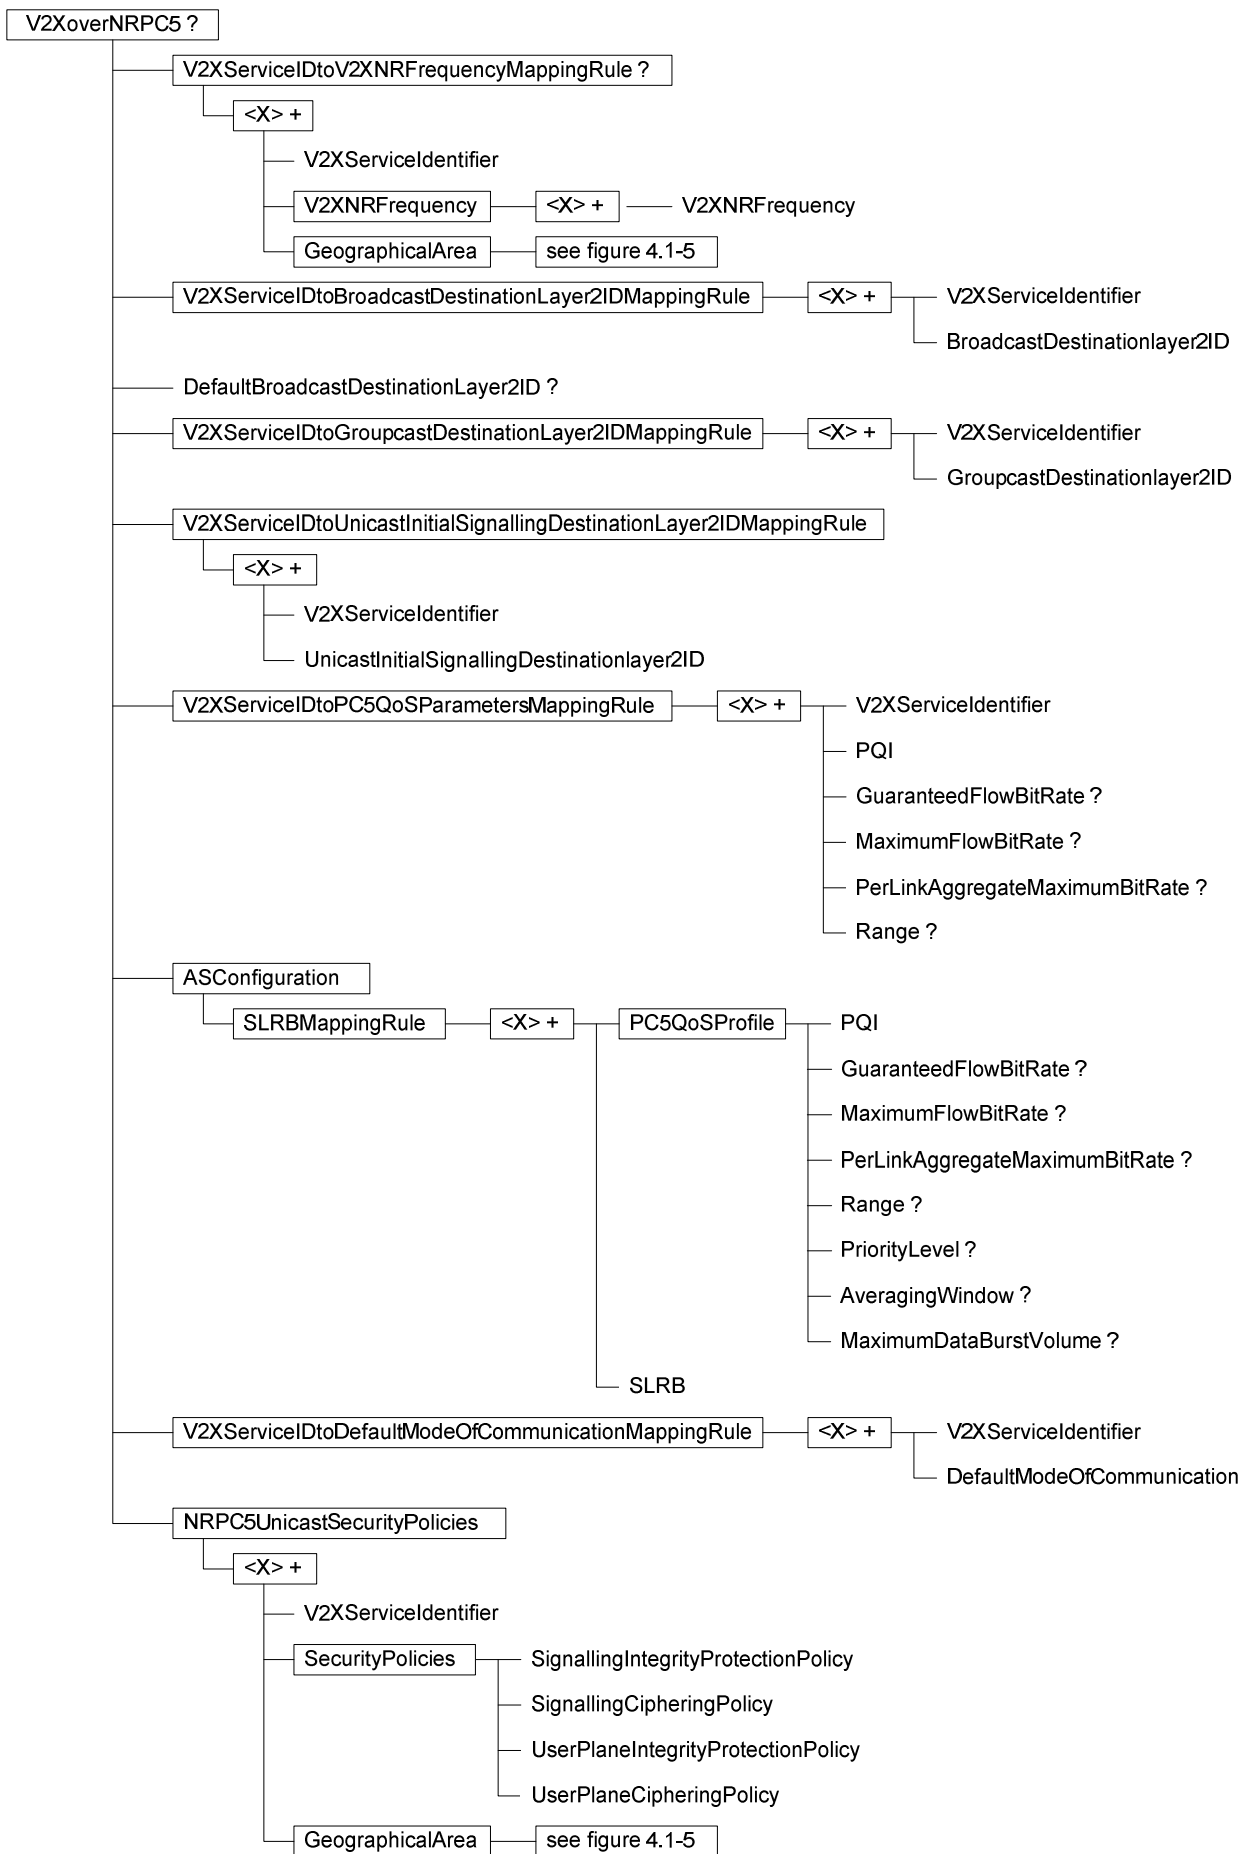 V2XoverNRPC5 ?
V2XServiceIDtoV2XNRFrequencyMappingRule ?
<X> +
V2XServiceIdentifier
V2XNRFrequency <X> + V2XNRFrequency
GeographicalArea see figure 4.1-5
V2XServiceIDtoBroadcastDestinationLayer2IDMappingRule <X> + V2XServiceIdentifier
BroadcastDestinationlayer2ID
DefaultBroadcastDestinationLayer2ID ?
V2XServiceIDtoGroupcastDestinationLayer2IDMappingRule <X> + V2XServiceIdentifier
GroupcastDestinationlayer2ID
V2XServiceIDtoUnicastInitialSignallingDestinationLayer2IDMappingRule
<X> +
V2XServiceIdentifier
UnicastInitialSignallingDestinationlayer2ID
V2XServiceIDtoPC5QoSParametersMappingRule <X> + V2XServiceIdentifier
PQI
GuaranteedFlowBitRate ?
MaximumFlowBitRate ?
PerLinkAggregateMaximumBitRate ?
Range ?
ASConfiguration
SLRBMappingRule <X> + PC5QoSProfile PQI
GuaranteedFlowBitRate ?
MaximumFlowBitRate ?
PerLinkAggregateMaximumBitRate ?
Range ?
PriorityLevel ?
AveragingWindow ?
MaximumDataBurstVolume ?
SLRB
V2XServiceIDtoDefaultModeOfCommunicationMappingRule <X> + V2XServiceIdentifier
DefaultModeOfCommunication
NRPC5UnicastSecurityPolicies
<X> +
V2XServiceIdentifier
SecurityPolicies SignallingIntegrityProtectionPolicy
SignallingCipheringPolicy
UserPlaneIntegrityProtectionPolicy
UserPlaneCipheringPolicy
GeographicalArea see figure 4.1-5